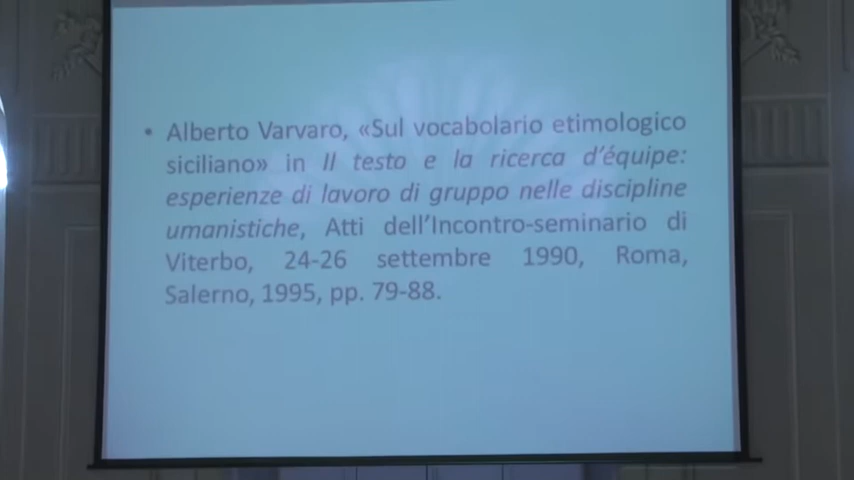 • Alberto Varvaro, «Sul vocabolario etimologico
siciliano» in Il testo e la ricerca d'équipe:
esperienze di lavoro di gruppo nelle discipline
umanistiche, Atti dell'Incontro-seminario di
Viterbo, 24-26 settembre 1990, Roma,
Salerno, 1995, pp. 79-88.